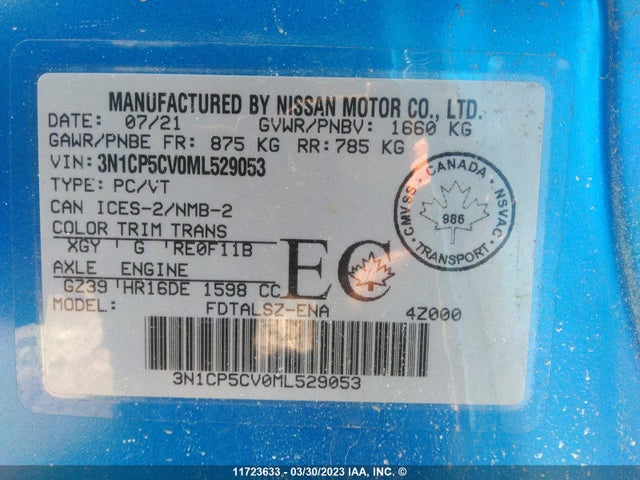 MANUFACTURED BY NISSAN MOTOR CO., LTD.
DATE: 07/21 GVWR/PNBV: 1660 KG
GAWR/PNBE FR: 875 KG RR: 785 KG
VIN: 3N1CP5CV0ML529053
TYPE: PC/VT
CAN ICES-2/NMB-2
COLOR TRIM TRANS
XGY ' G 'RE0F11B
AXLE ENGINE
GZ39 'HR16DE 1598 CC
EC
CMVSS - CANADA - NSVAC
986
TRANSPORT
MODEL: FDTALSZ-ENA 4Z000
3N1CP5CV0ML529053
11723633 - 03/30/2023 IAA, INC. ©